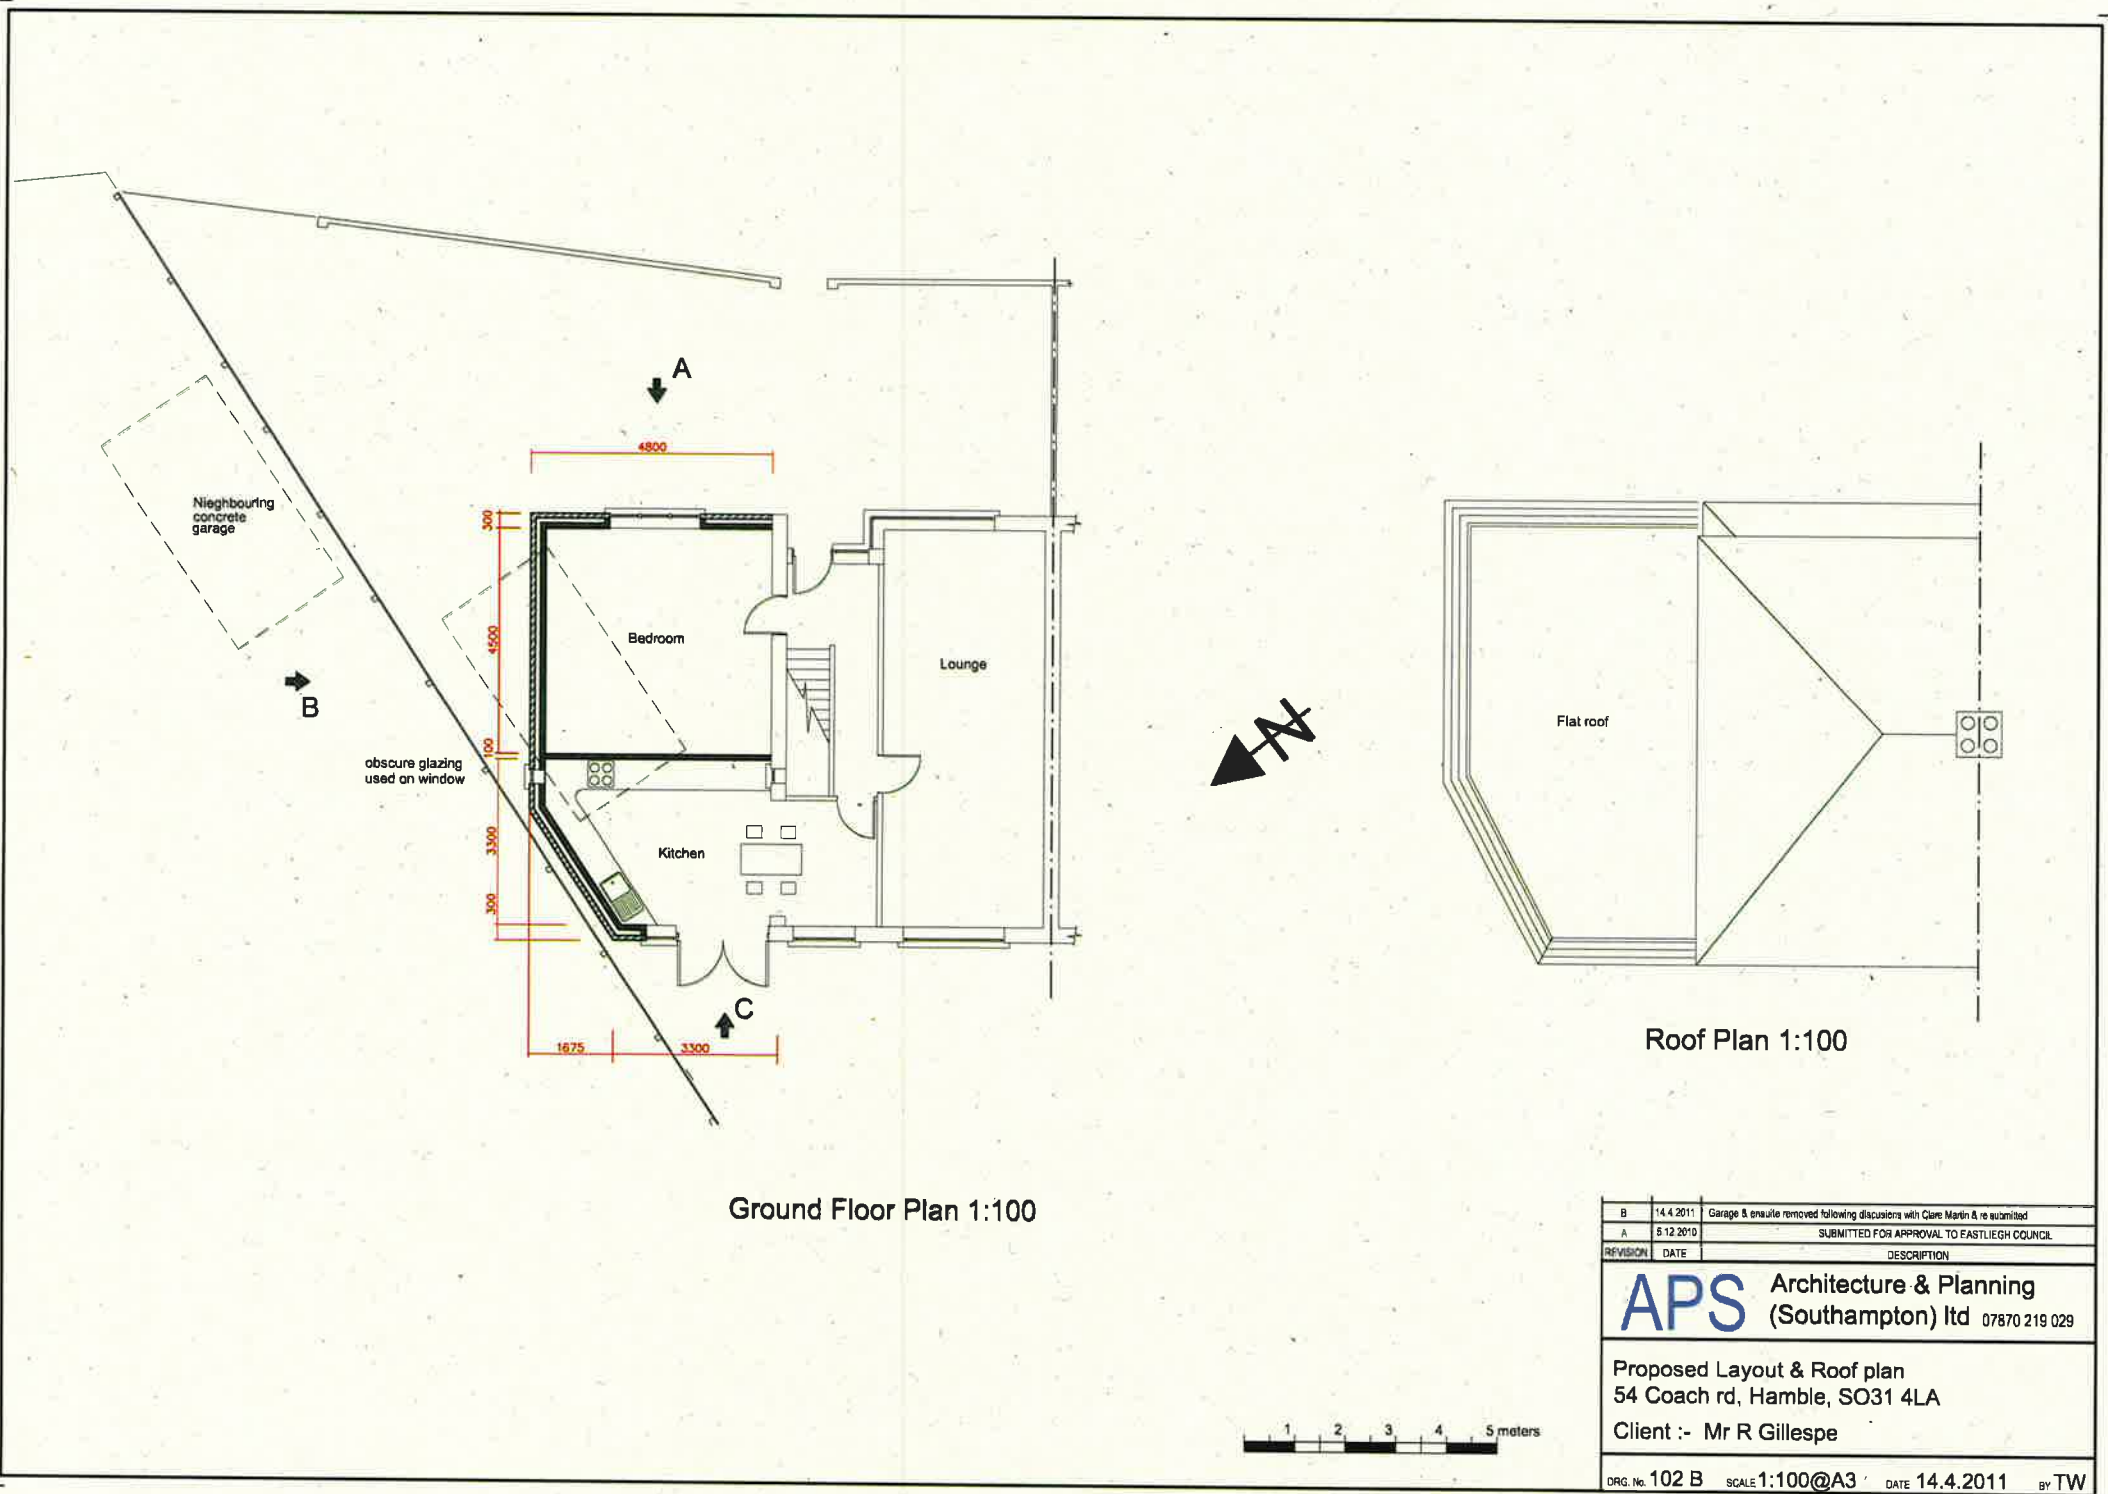 A
4800
300
Nieghbouring
concrete
garage
4500
Bedroom
Lounge
B
N
Flat roof
100
obscure glazing
used on window
3300
Kitchen
300
C
1675
3300
Roof Plan 1:100
Ground Floor Plan 1:100
B 14.4.2011 Garage & ensuite removed following discusions with Clare Martin & re submitted
A 5.12.2010 SUBMITTED FOR APPROVAL TO EASTLIEGH COUNCIL
REVISION DATE DESCRIPTION
APS Architecture & Planning
(Southampton) ltd 07870 219 029
Proposed Layout & Roof plan
54 Coach rd, Hamble, SO31 4LA
Client :- Mr R Gillespe
1 2 3 4 5 meters
DRG. No. 102 B SCALE 1:100@A3 DATE 14.4.2011 BY TW